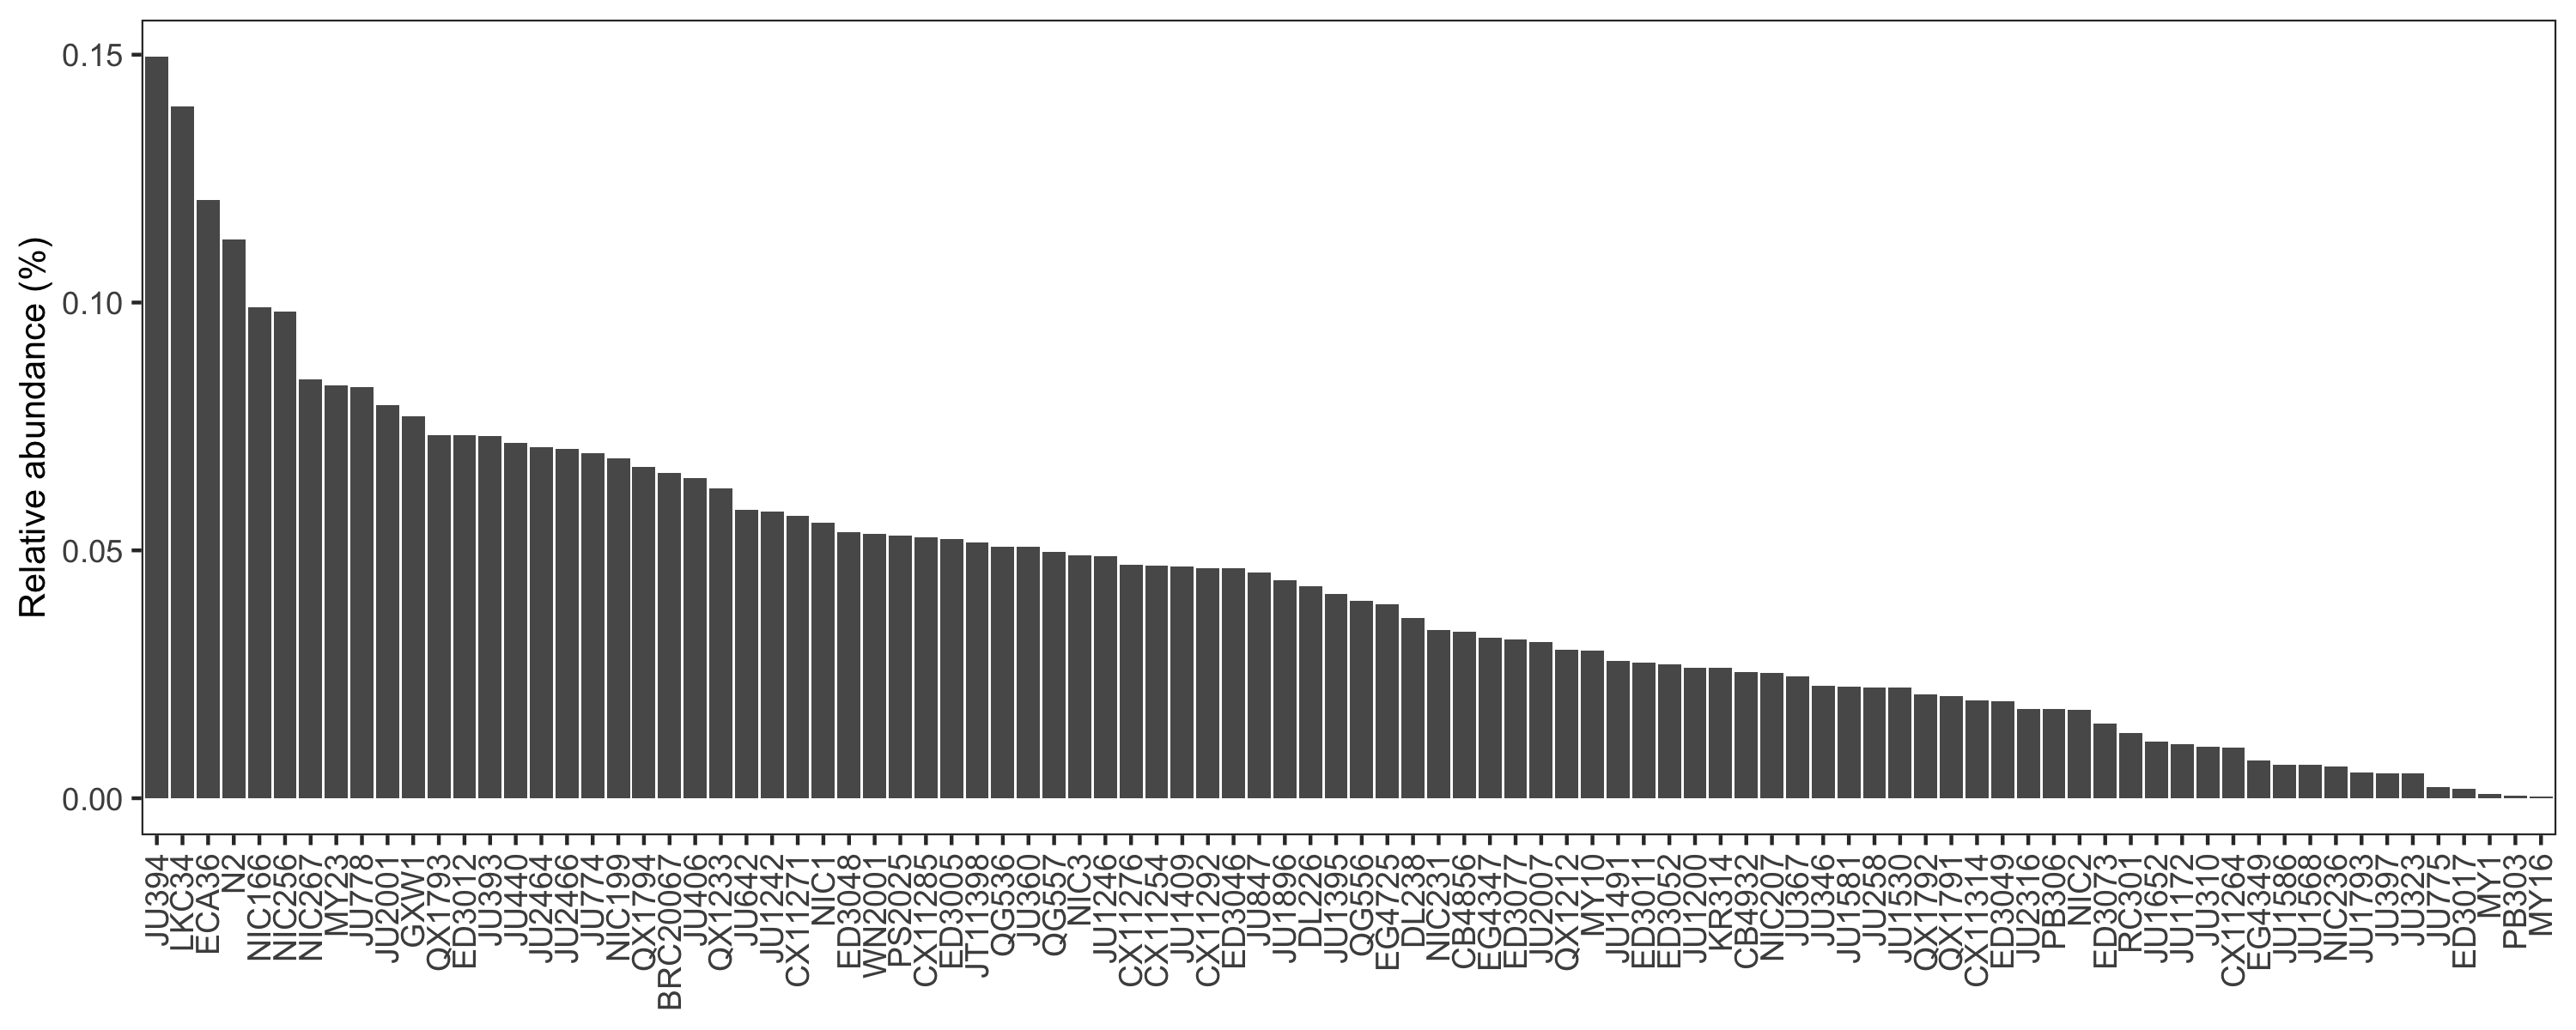 Relative abundance (%)
0.15
0.10
0.05
0.00
JU394
LKC34
ECA36
N2
NIC166
NIC256
NIC267
MY23
JU778
JU2001
GXW1
QX1793
ED3012
JU393
JU440
JU2464
JU2466
JU774
NIC199
QX1794
BRC20067
JU406
QX1233
JU642
JU1242
CX11271
NIC1
ED3048
WN2001
PS2025
CX11285
ED3005
JT11398
QG536
JU360
QG557
NIC3
JU1246
CX11276
CX11254
JU1409
CX11292
ED3046
JU847
JU1896
DL226
JU1395
QG556
EG4725
DL238
NIC231
CB4856
EG4347
ED3077
JU2007
QX1212
MY10
JU1491
ED3011
ED3052
JU1200
KR314
CB4932
NIC207
JU367
JU346
JU1581
JU258
JU1530
QX1792
QX1791
CX11314
ED3049
JU2316
PB306
NIC2
ED3073
RC301
JU1652
JU1172
JU310
CX11264
EG4349
JU1586
JU1568
NIC236
JU1793
JU397
JU323
JU775
ED3017
MY1
PB303
MY16